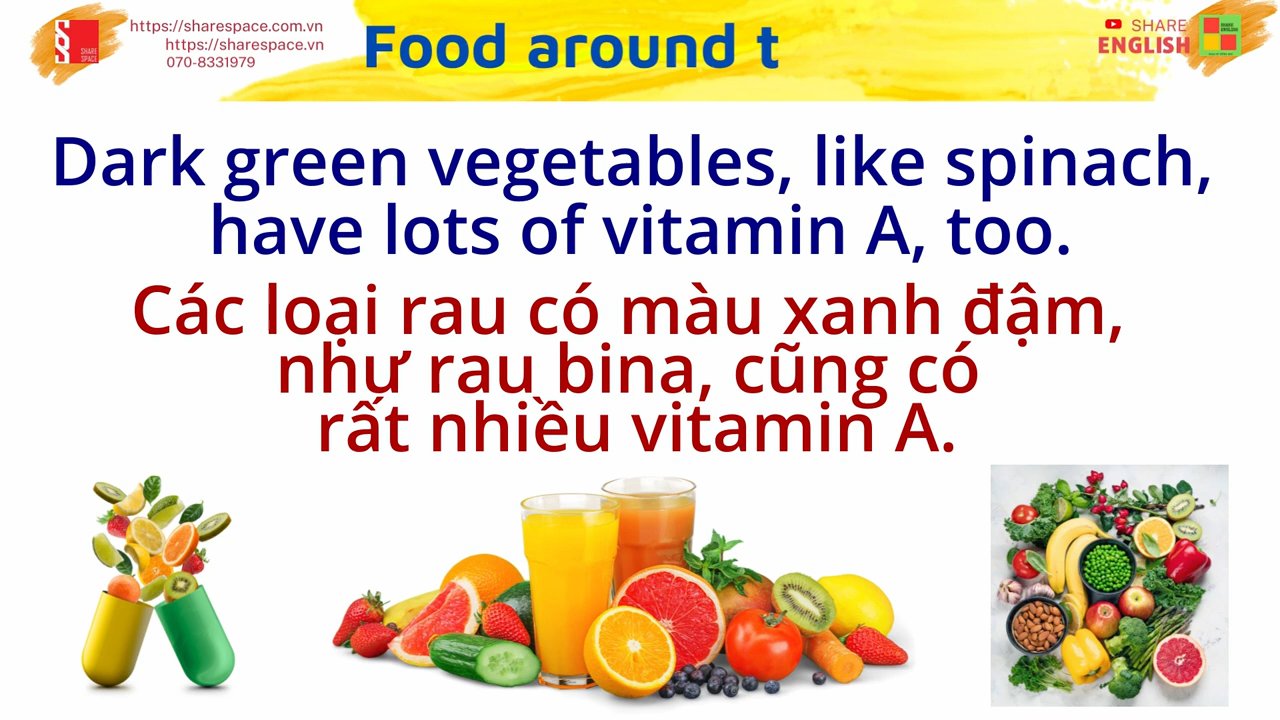 https://sharespace.com.vn
https://sharespace.vn
070-8331979
SHARE
SPACE
Food around t
SHARE
ENGLISH
Dark green vegetables, like spinach,
have lots of vitamin A, too.
Các loại rau có màu xanh đậm,
như rau bina, cũng có
rất nhiều vitamin A.